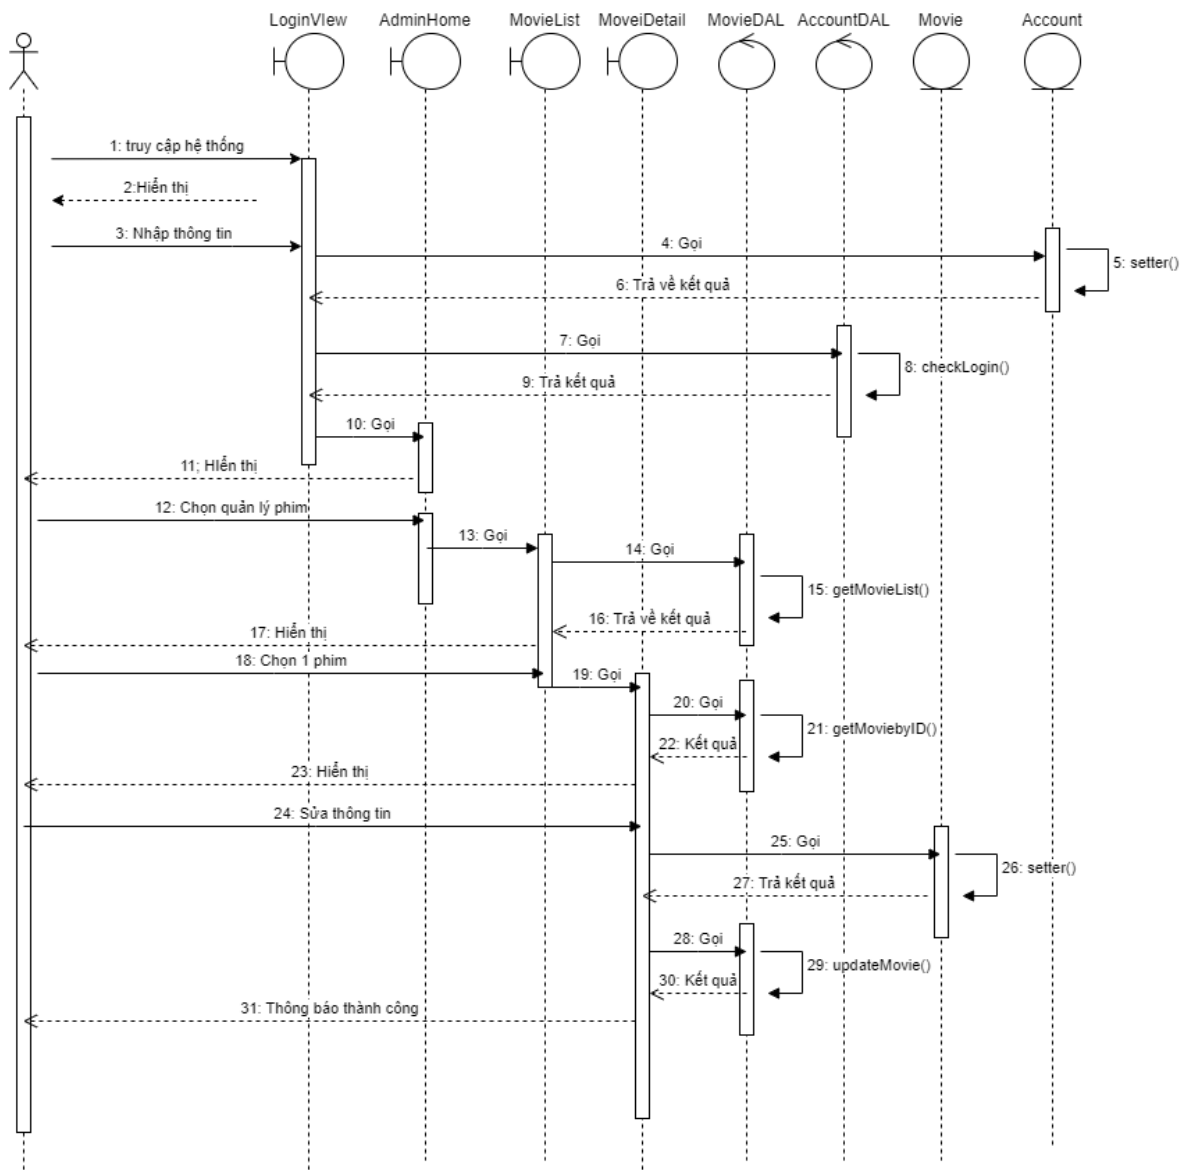 LoginVIew
AdminHome
MovieList
MoveiDetail
MovieDAL
AccountDAL
Movie
Account
1: truy cập hệ thống
2:Hiển thị
3: Nhập thông tin
4: Gọi
5: setter()
6: Trả về kết quả
7: Gọi
8: checkLogin()
9: Trả kết quả
10: Gọi
11; HIển thị
12: Chọn quản lý phim
13: Gọi
14: Gọi
15: getMovieList()
16: Trả về kết quả
17: Hiển thị
18: Chọn 1 phim
19: Gọi
20: Gọi
21: getMoviebyID()
22: Kết quả
23: Hiển thị
24: Sửa thông tin
25: Gọi
26: setter()
27: Trả kết quả
28: Gọi
29: updateMovie()
30: Kết quả
31: Thông báo thành công